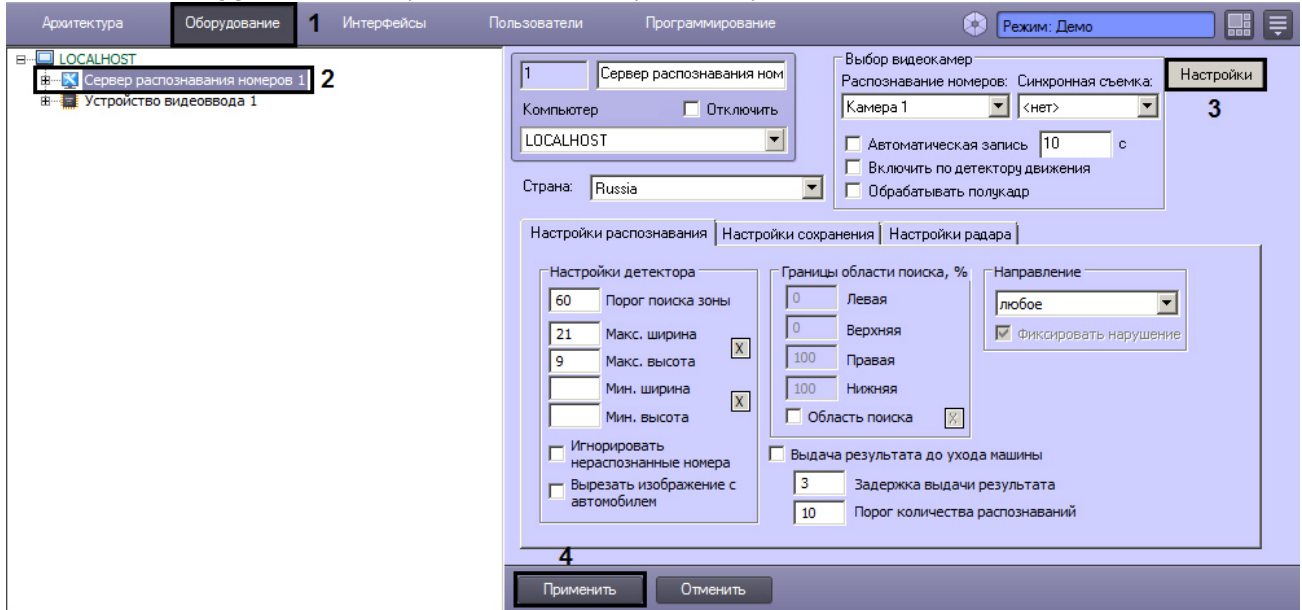 Архитектура Оборудование 1 Интерфейсы Пользователи Программирование Режим: Демо
LOCALHOST
Сервер распознавания номеров 1 2
Устройство видеоввода 1
1 Сервер распознавания ном
Компьютер Отключить
LOCALHOST
Страна: Russia
Выбор видеокамер
Распознавание номеров: Синхронная съемка:
Камера 1 <нет>
Автоматическая запись 10 с
Включить по детектору движения
Обрабатывать полукадр
Настройки
3
Настройки распознавания Настройки сохранения Настройки радара
Настройки детектора
60 Порог поиска зоны
21 Макс. ширина
X
9 Макс. высота
Мин. ширина
X
Мин. высота
Игнорировать
нераспознанные номера
Вырезать изображение с
автомобилем
Границы области поиска, %
0 Левая
0 Верхняя
100 Правая
100 Нижняя
Область поиска X
Направление
любое
Фиксировать нарушение
Выдача результата до ухода машины
3 Задержка выдачи результата
10 Порог количества распознаваний
4
Применить Отменить